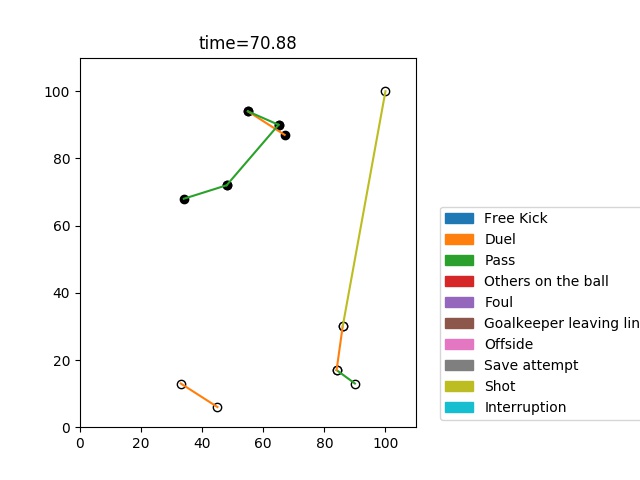 time=70.88
100
80
60
40
20
0
0 20 40 60 80 100
Free Kick
Duel
Pass
Others on the ball
Foul
Goalkeeper leaving lin
Offside
Save attempt
Shot
Interruption